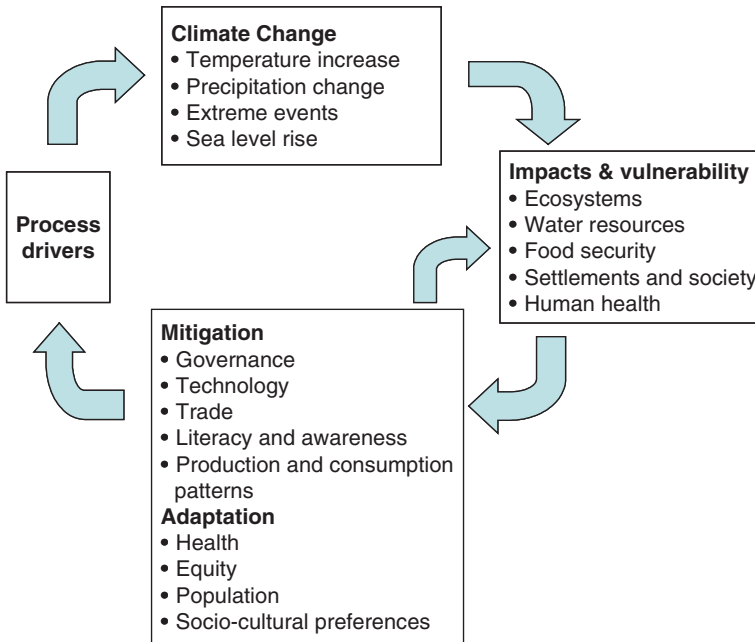 Climate Change
• Temperature increase
• Precipitation change
• Extreme events
• Sea level rise
Impacts & vulnerability
• Ecosystems
• Water resources
• Food security
• Settlements and society
• Human health
Process
drivers
Mitigation
• Governance
• Technology
• Trade
• Literacy and awareness
• Production and consumption
patterns
Adaptation
• Health
• Equity
• Population
• Socio-cultural preferences